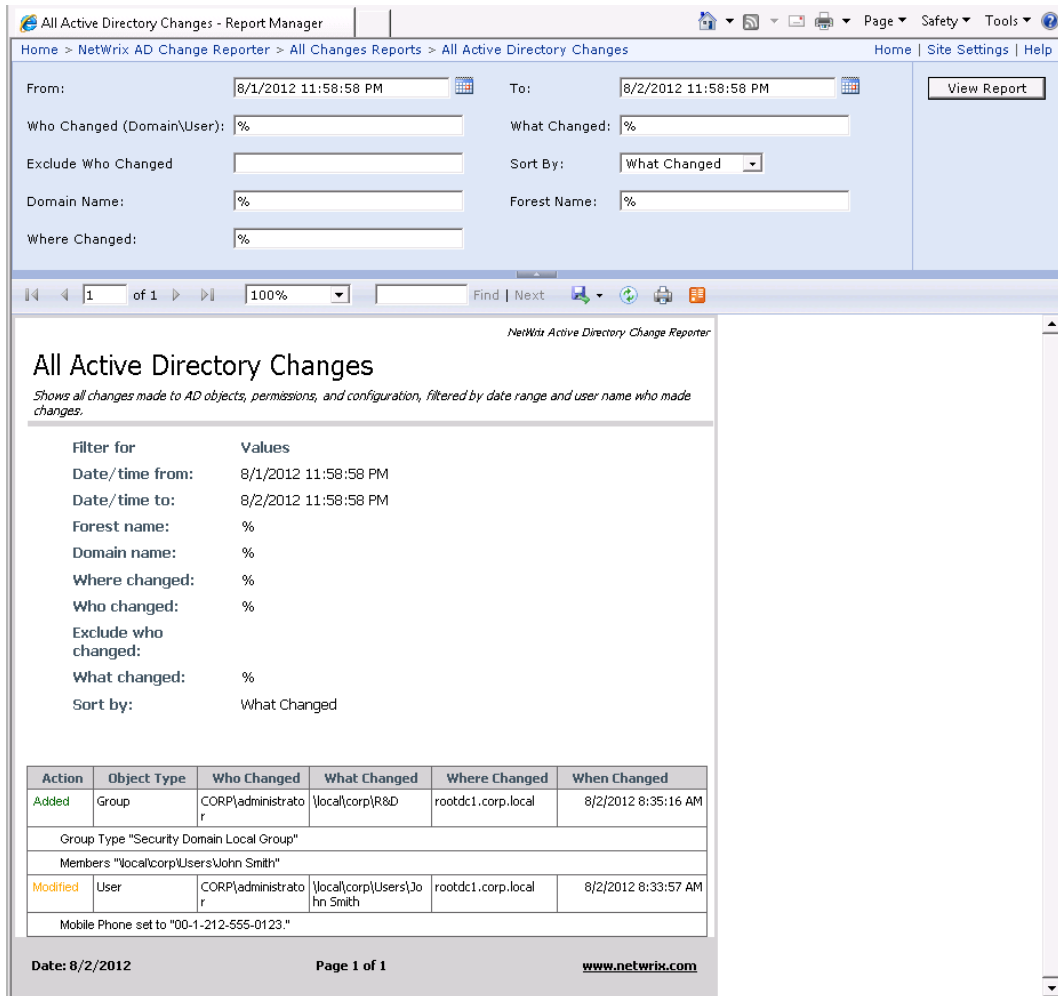 All Active Directory Changes - Report Manager
Page Safety Tools
Home > NetWrix AD Change Reporter > All Changes Reports > All Active Directory Changes
Home | Site Settings | Help
From: 8/1/2012 11:58:58 PM To: 8/2/2012 11:58:58 PM View Report
Who Changed (Domain\User): % What Changed: %
Exclude Who Changed Sort By: What Changed
Domain Name: % Forest Name: %
Where Changed: %
1 of 1 100% Find | Next
NetWrix Active Directory Change Reporter
All Active Directory Changes
Shows all changes made to AD objects, permissions, and configuration, filtered by date range and user name who made
changes.
Filter for Values
Date/time from: 8/1/2012 11:58:58 PM
Date/time to: 8/2/2012 11:58:58 PM
Forest name: %
Domain name: %
Where changed: %
Who changed: %
Exclude who
changed:
What changed: %
Sort by: What Changed
Action Object Type Who Changed What Changed Where Changed When Changed
Added Group CORP\administrato \local\corp\R&D rootdc1.corp.local 8/2/2012 8:35:16 AM
r
Group Type "Security Domain Local Group"
Members "\local\corp\Users\John Smith"
Modified User CORP\administrato \local\corp\Users\Jo rootdc1.corp.local 8/2/2012 8:33:57 AM
r hn Smith
Mobile Phone set to "00-1-212-555-0123."
Date: 8/2/2012 Page 1 of 1 www.netwrix.com